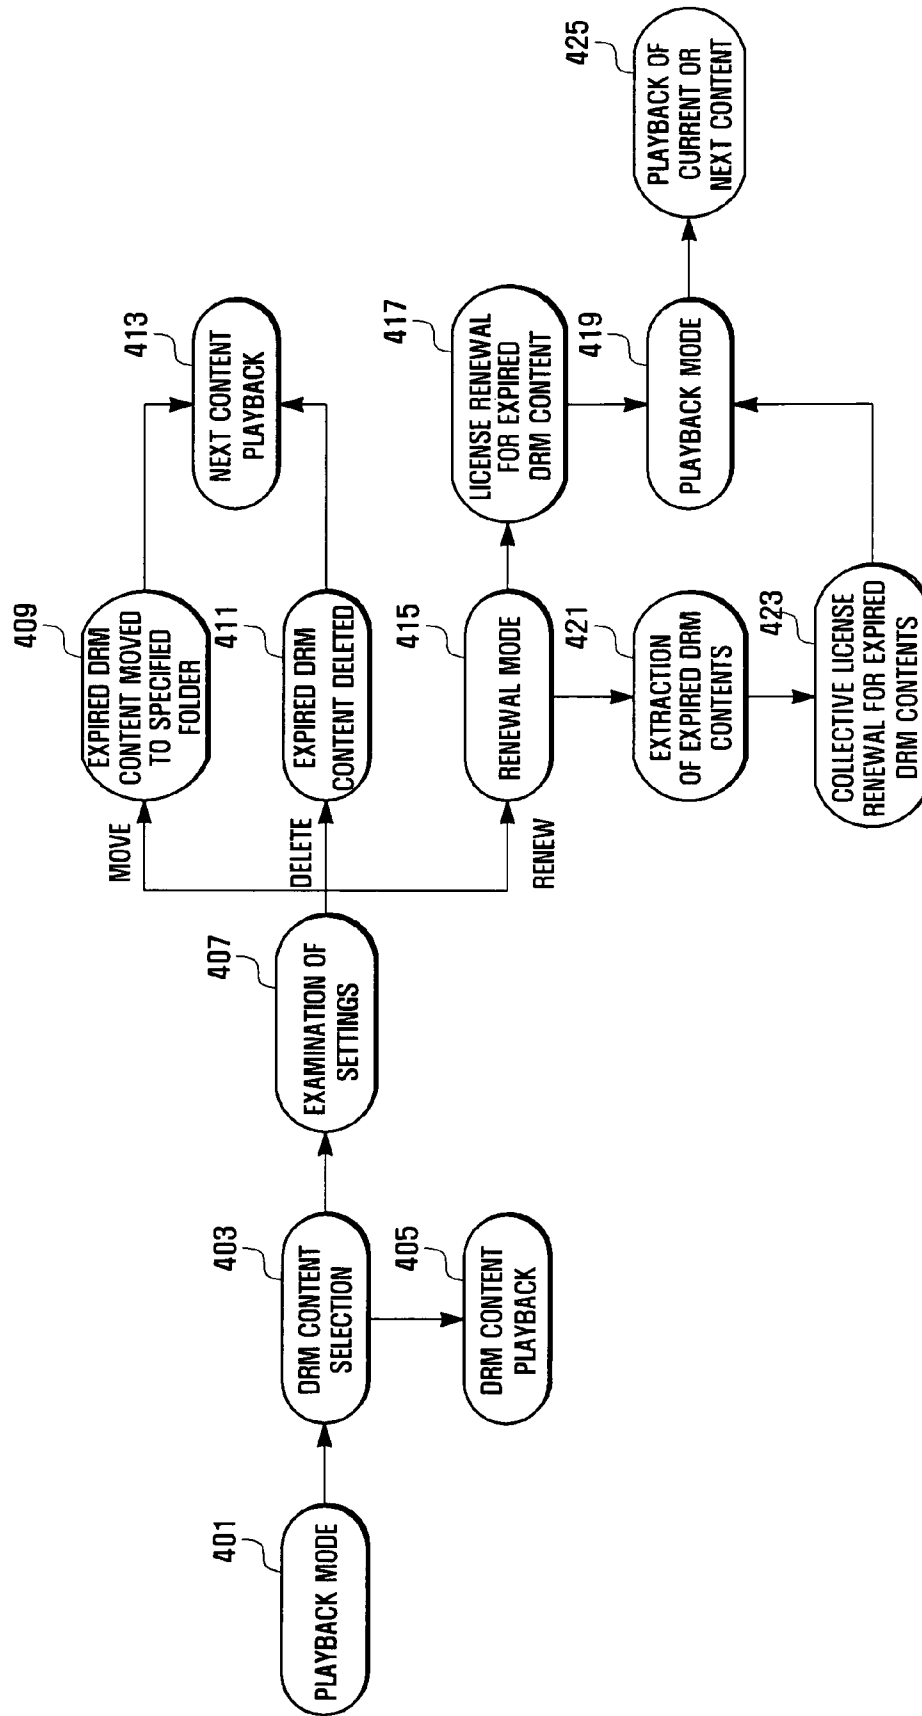 401
PLAYBACK MODE
403
DRM CONTENT
SELECTION
405
DRM CONTENT
PLAYBACK
407
EXAMINATION OF
SETTINGS
MOVE
DELETE
RENEW
409
EXPIRED DRM
CONTENT MOVED
TO SPECIFIED
FOLDER
411
EXPIRED DRM
CONTENT DELETED
413
NEXT CONTENT
PLAYBACK
415
RENEWAL MODE
417
LICENSE RENEWAL
FOR EXPIRED
DRM CONTENT
419
PLAYBACK MODE
421
EXTRACTION
OF EXPIRED DRM
CONTENTS
423
COLLECTIVE LICENSE
RENEWAL FOR EXPIRED
DRM CONTENTS
425
PLAYBACK OF
CURRENT OR
NEXT CONTENT